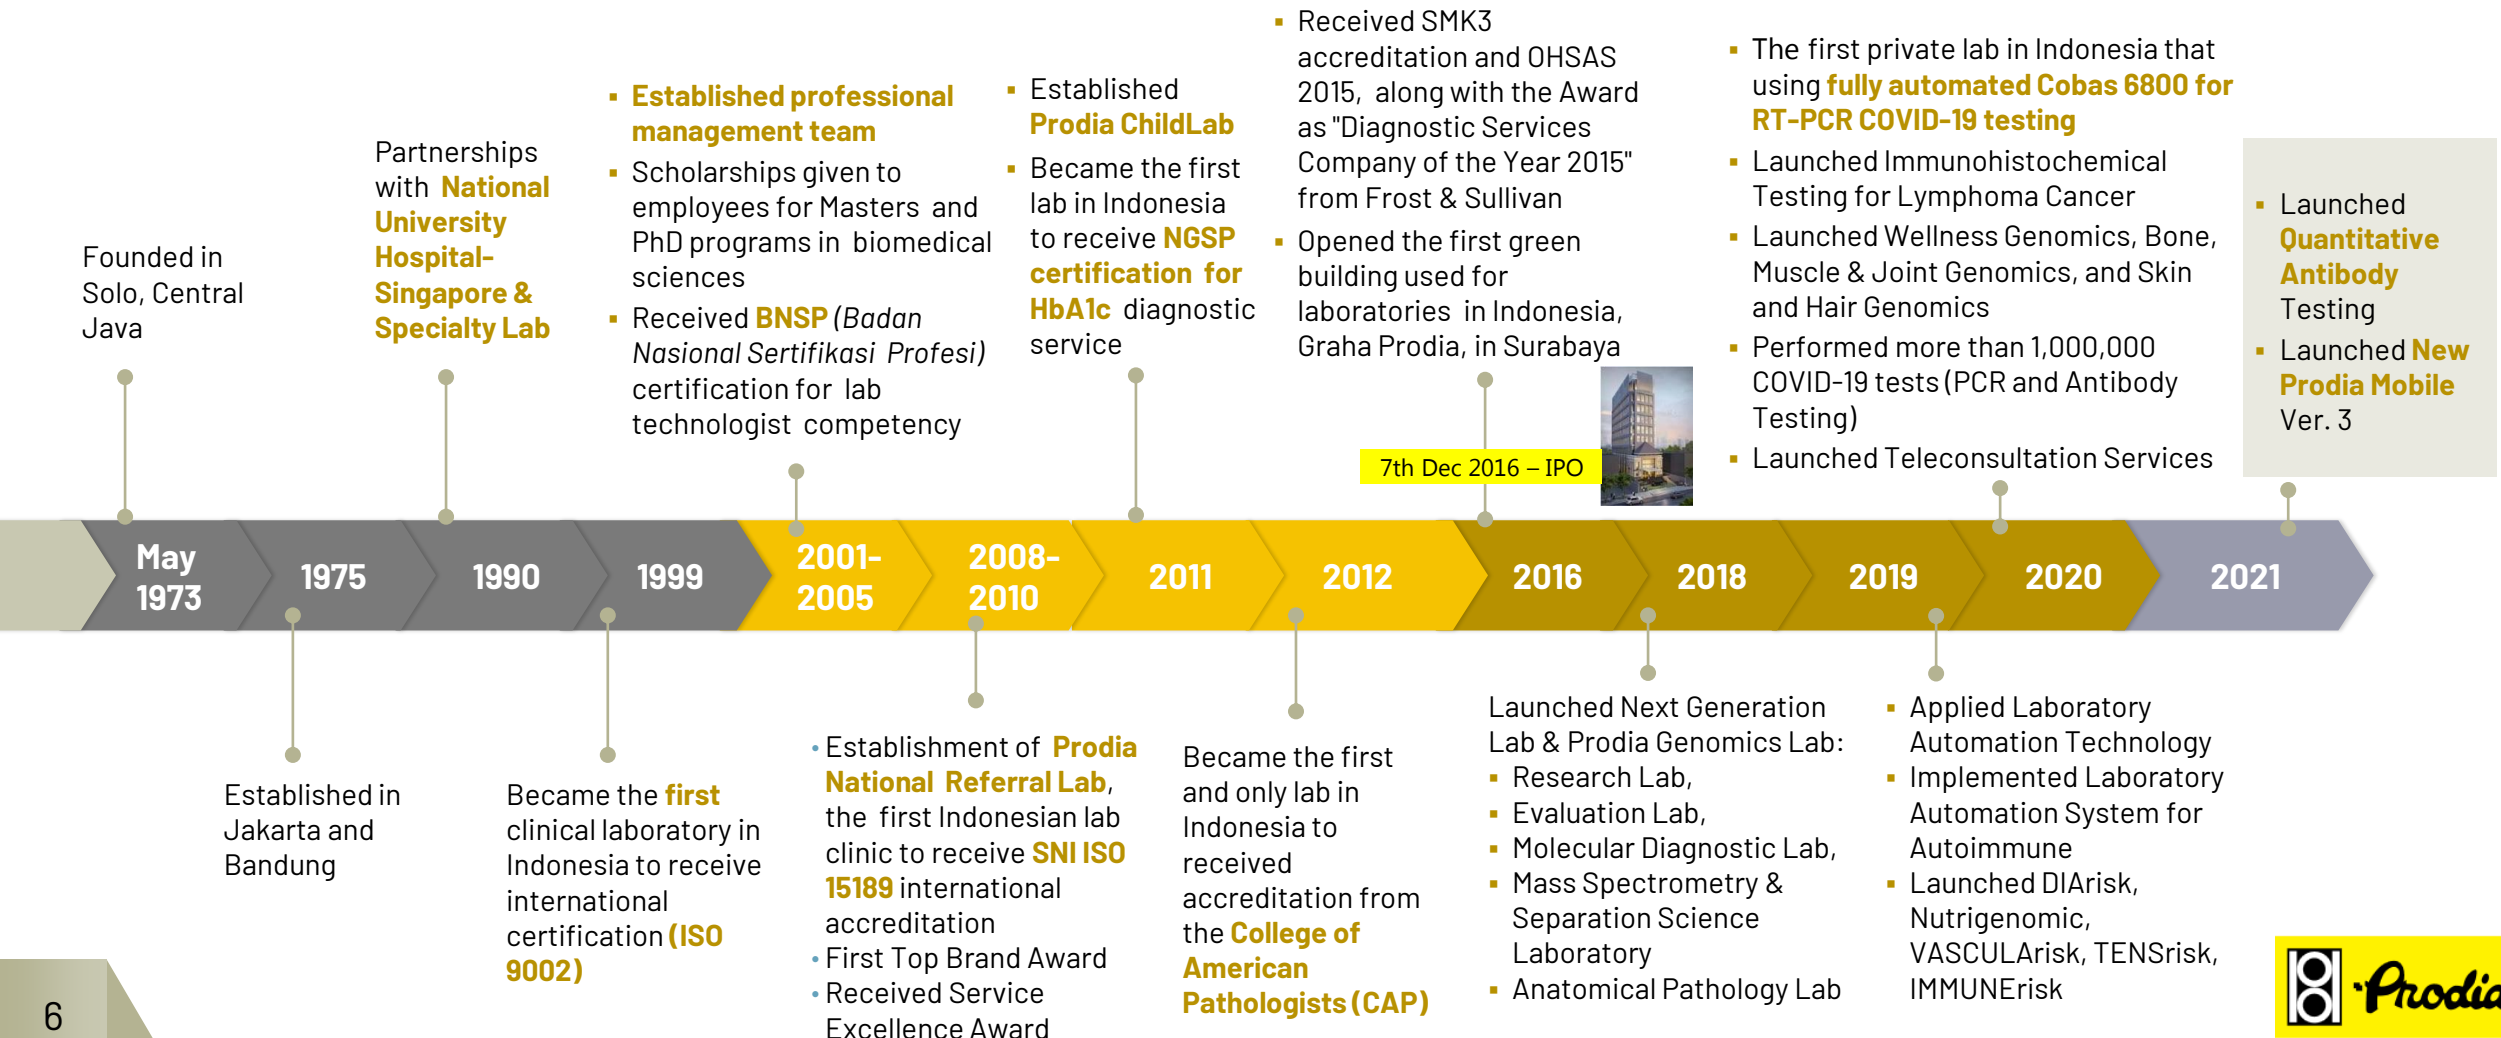 Founded in
Solo, Central
Java
Partnerships
with National
University
Hospital-
Singapore &
Specialty Lab
▪ Established professional
management team
▪ Scholarships given to
employees for Masters and
PhD programs in biomedical
sciences
▪ Received BNSP (Badan
Nasional Sertifikasi Profesi)
certification for lab
technologist competency
▪ Established
Prodia ChildLab
▪ Became the first
lab in Indonesia
to receive NGSP
certification for
HbA1c diagnostic
service
▪ Received SMK3
accreditation and OHSAS
2015, along with the Award
as "Diagnostic Services
Company of the Year 2015"
from Frost & Sullivan
▪ Opened the first green
building used for
laboratories in Indonesia,
Graha Prodia, in Surabaya
7th Dec 2016 – IPO
▪ The first private lab in Indonesia that
using fully automated Cobas 6800 for
RT-PCR COVID-19 testing
▪ Launched Immunohistochemical
Testing for Lymphoma Cancer
▪ Launched Wellness Genomics, Bone,
Muscle & Joint Genomics, and Skin
and Hair Genomics
▪ Performed more than 1,000,000
COVID-19 tests (PCR and Antibody
Testing)
▪ Launched Teleconsultation Services
▪ Launched
Quantitative
Antibody
Testing
▪ Launched New
Prodia Mobile
Ver. 3
May
1973
1975
1990
1999
2001-
2005
2008-
2010
2011
2012
2016
2018
2019
2020
2021
Established in
Jakarta and
Bandung
Became the first
clinical laboratory in
Indonesia to receive
international
certification (ISO
9002)
• Establishment of Prodia
National Referral Lab,
the first Indonesian lab
clinic to receive SNI ISO
15189 international
accreditation
• First Top Brand Award
• Received Service
Excellence Award
Became the first
and only lab in
Indonesia to
received
accreditation from
the College of
American
Pathologists (CAP)
Launched Next Generation
Lab & Prodia Genomics Lab:
▪ Research Lab,
▪ Evaluation Lab,
▪ Molecular Diagnostic Lab,
▪ Mass Spectrometry &
Separation Science
Laboratory
▪ Anatomical Pathology Lab
▪ Applied Laboratory
Automation Technology
▪ Implemented Laboratory
Automation System for
Autoimmune
▪ Launched DIArisk,
Nutrigenomic,
VASCULArisk, TENSrisk,
IMMUNErisk
6
Prodia